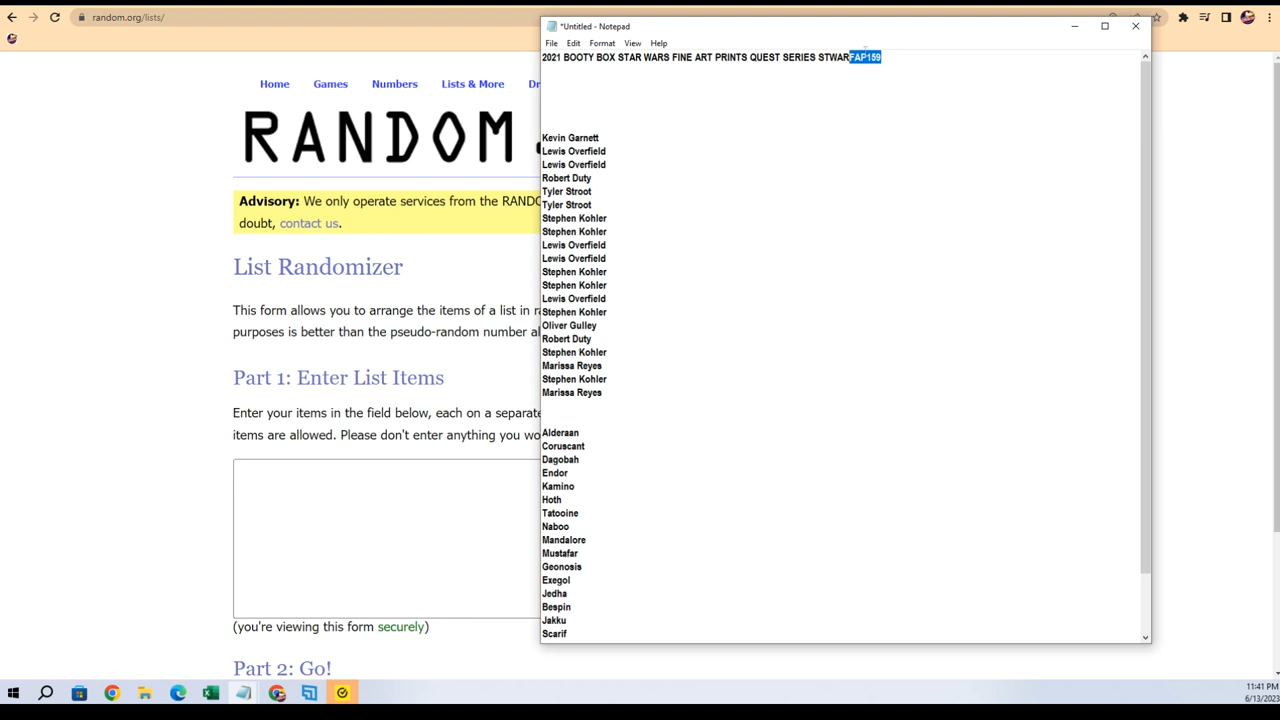 random.org/lists/
*Untitled - Notepad
File Edit Format View Help
2021 BOOTY BOX STAR WARS FINE ART PRINTS QUEST SERIES STWARFAP159
Kevin Garnett
Lewis Overfield
Lewis Overfield
Robert Duty
Tyler Stroot
Tyler Stroot
Stephen Kohler
Stephen Kohler
Lewis Overfield
Lewis Overfield
Stephen Kohler
Stephen Kohler
Lewis Overfield
Stephen Kohler
Oliver Gulley
Robert Duty
Stephen Kohler
Marissa Reyes
Stephen Kohler
Marissa Reyes
Alderaan
Coruscant
Dagobah
Endor
Kamino
Hoth
Tatooine
Naboo
Mandalore
Mustafar
Geonosis
Exegol
Jedha
Bespin
Jakku
Scarif
Home Games Numbers Lists & More
RANDOM
Advisory: We only operate services from the
doubt, contact us.
List Randomizer
This form allows you to arrange the items of a list in
purposes is better than the pseudo-random number
Part 1: Enter List Items
Enter your items in the field below, each on a separate
items are allowed. Please don't enter anything you
(you're viewing this form securely)
Part 2: Go!
11:41 PM
6/13/2023